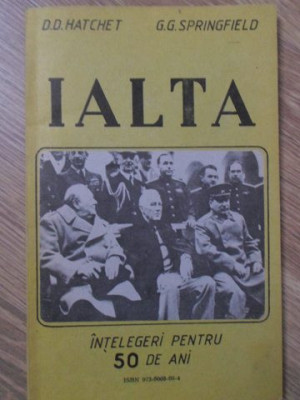 D.D. HATCHET G.G. SPRINGFIELD
IALTA
ÎNȚELEGERI PENTRU
50 DE ANI